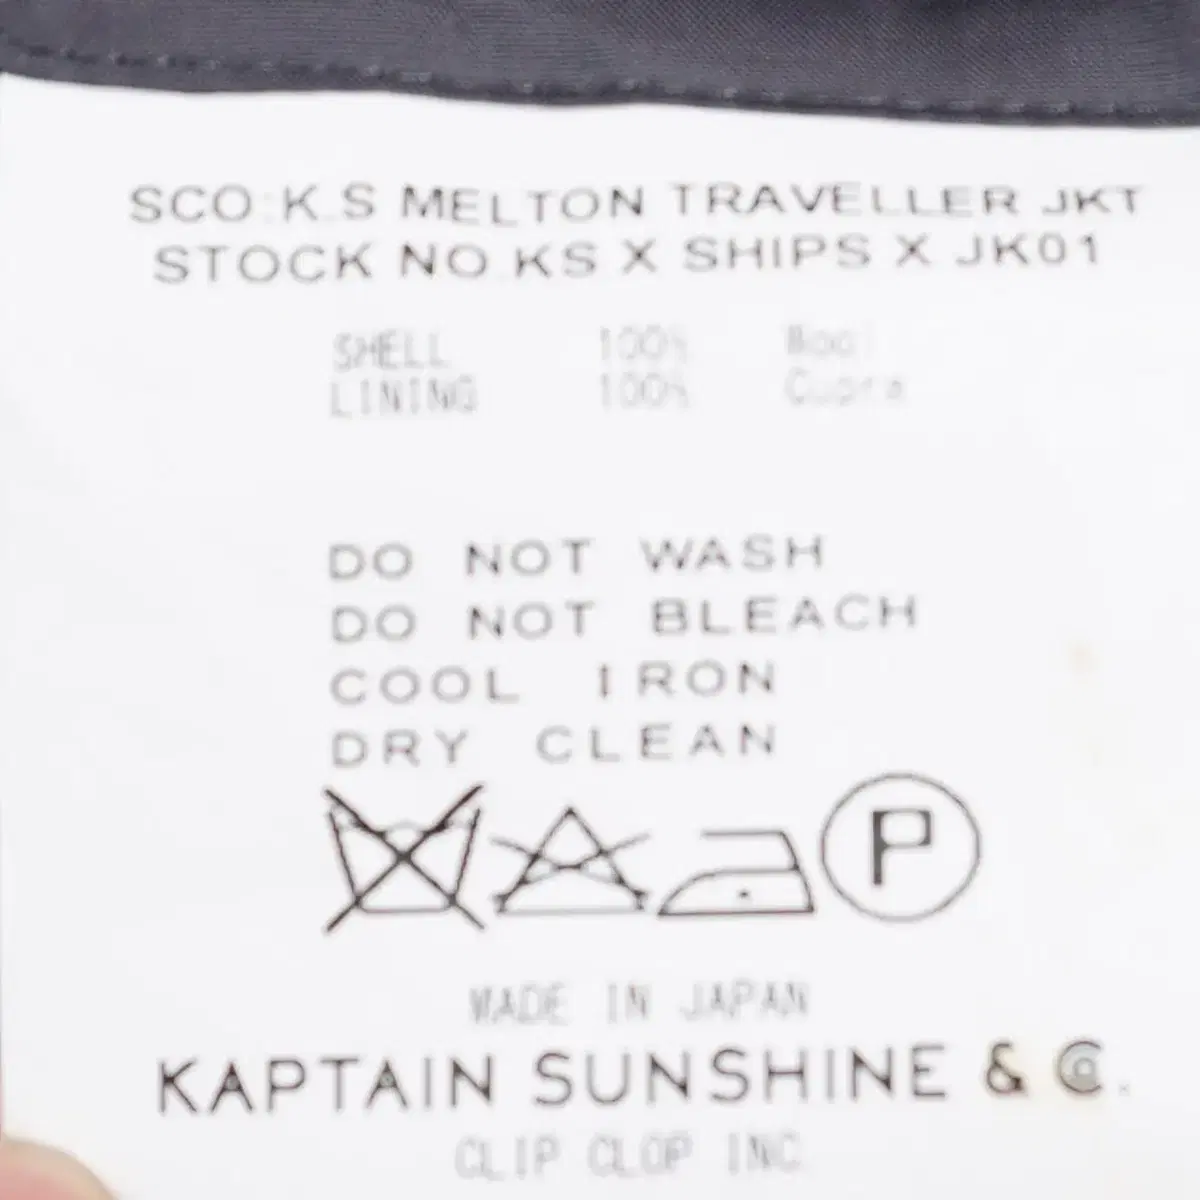 SCO:K.S MELTON TRAVELLER JKT
STOCK NO.KS X SHIPS X JK01
SHELL 100% Wool
LINING 100% Cupra
DO NOT WASH
DO NOT BLEACH
COOL IRON
DRY CLEAN
P
MADE IN JAPAN
KAPTAIN SUNSHINE & Co.
CLIP CLOP INC